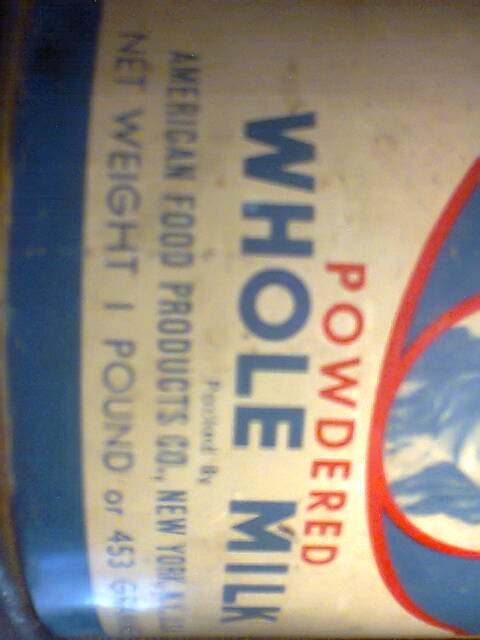 POWDERED
WHOLE MILK
Packed By
AMERICAN FOOD PRODUCTS CO., NEW YORK, N.Y.
NET WEIGHT 1 POUND or 453